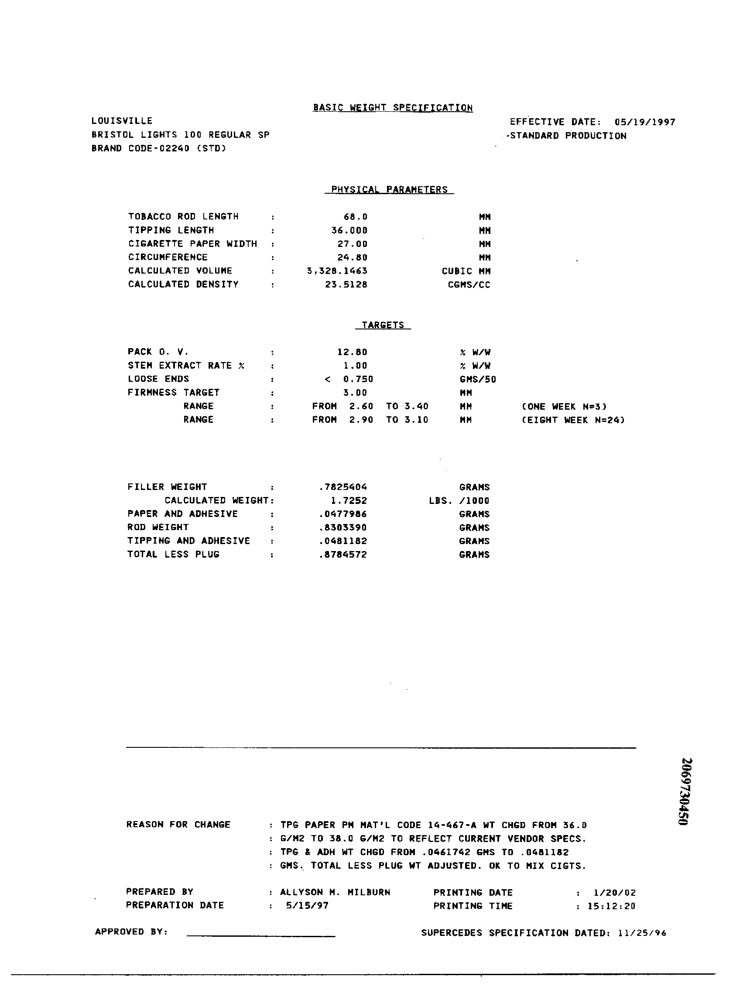 BASIC WEIGHT SPECIFICATION
LOUISVILLE EFFECTIVE DATE: 05/19/1997
BRISTOL LIGHTS 100 REGULAR SP -STANDARD PRODUCTION
BRAND CODE-02240 (STD)
PHYSICAL PARAMETERS
TOBACCO ROD LENGTH : 68.0 MM
TIPPING LENGTH : 36.000 MM
CIGARETTE PAPER WIDTH : 27.00 MM
CIRCUMFERENCE : 24.80 MM
CALCULATED VOLUME : 3,328.1463 CUBIC MM
CALCULATED DENSITY : 23.5128 CGMS/CC
TARGETS
PACK O. V. : 12.80 % W/W
STEM EXTRACT RATE % : 1.00 % W/W
LOOSE ENDS : < 0.750 GMS/50
FIRMNESS TARGET : 3.00 MM
RANGE : FROM 2.60 TO 3.40 MM (ONE WEEK N=3)
RANGE : FROM 2.90 TO 3.10 MM (EIGHT WEEK N=24)
FILLER WEIGHT : .7825404 GRAMS
CALCULATED WEIGHT: 1.7252 LBS. /1000
PAPER AND ADHESIVE : .0477986 GRAMS
ROD WEIGHT : .8303390 GRAMS
TIPPING AND ADHESIVE : .0481182 GRAMS
TOTAL LESS PLUG : .8784572 GRAMS
2069730450
REASON FOR CHANGE : TPG PAPER PM MAT'L CODE 14-467-A WT CHGD FROM 36.0
: G/M2 TO 38.0 G/M2 TO REFLECT CURRENT VENDOR SPECS.
: TPG & ADH WT CHGD FROM .0461742 GMS TO .0481182
: GMS. TOTAL LESS PLUG WT ADJUSTED. OK TO MIX CIGTS.
PREPARED BY : ALLYSON M. MILBURN PRINTING DATE : 1/20/02
PREPARATION DATE : 5/15/97 PRINTING TIME : 15:12:20
APPROVED BY: SUPERCEDES SPECIFICATION DATED: 11/25/96